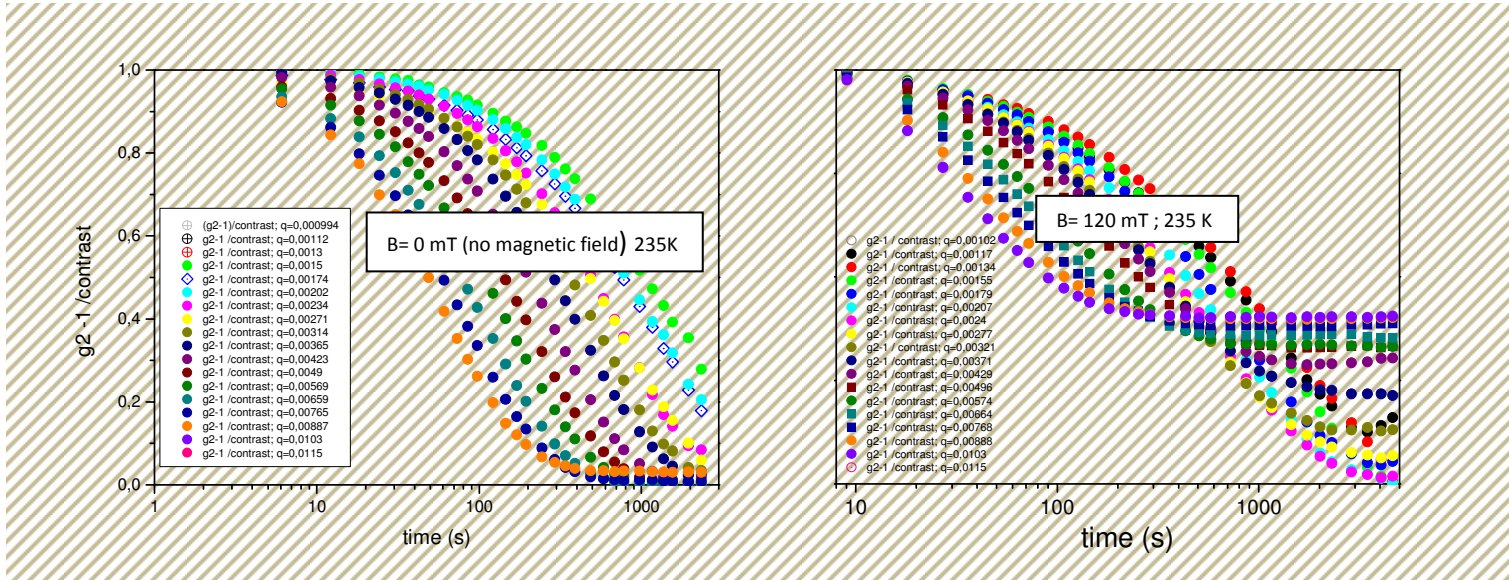 1,0
0,8
0,6
0,4
0,2
0,0
g2 -1 /contrast
(g2-1)/contrast; q=0,000994
g2-1 /contrast; q=0,00112
g2-1 /contrast; q=0,0013
g2-1 /contrast; q=0,0015
g2-1 /contrast; q=0,00174
g2-1 /contrast; q=0,00202
g2-1 /contrast; q=0,00234
g2-1 /contrast; q=0,00271
g2-1 /contrast; q=0,00314
g2-1 /contrast; q=0,00365
g2-1 /contrast; q=0,00423
g2-1 /contrast; q=0,0049
g2-1 /contrast; q=0,00569
g2-1 /contrast; q=0,00659
g2-1 /contrast; q=0,00765
g2-1 /contrast; q=0,00887
g2-1 /contrast; q=0,0103
g2-1 /contrast; q=0,0115
B= 0 mT (no magnetic field) 235K
1 10 100 1000
time (s)
B= 120 mT ; 235 K
g2-1 / contrast; q=0,00102
g2-1 / contrast; q=0,00117
g2-1 / contrast; q=0,00134
g2-1 / contrast; q=0,00155
g2-1 / contrast; q=0,00179
g2-1 / contrast; q=0,00207
g2-1 / contrast; q=0,0024
g2-1 / contrast; q=0,00277
g2-1 / contrast; q=0,00321
g2-1 / contrast; q=0,00371
g2-1 / contrast; q=0,00429
g2-1 / contrast; q=0,00496
g2-1 / contrast; q=0,00574
g2-1 / contrast; q=0,00664
g2-1 / contrast; q=0,00768
g2-1 / contrast; q=0,00888
g2-1 / contrast; q=0,0103
g2-1 / contrast; q=0,0115
10 100 1000
time (s)